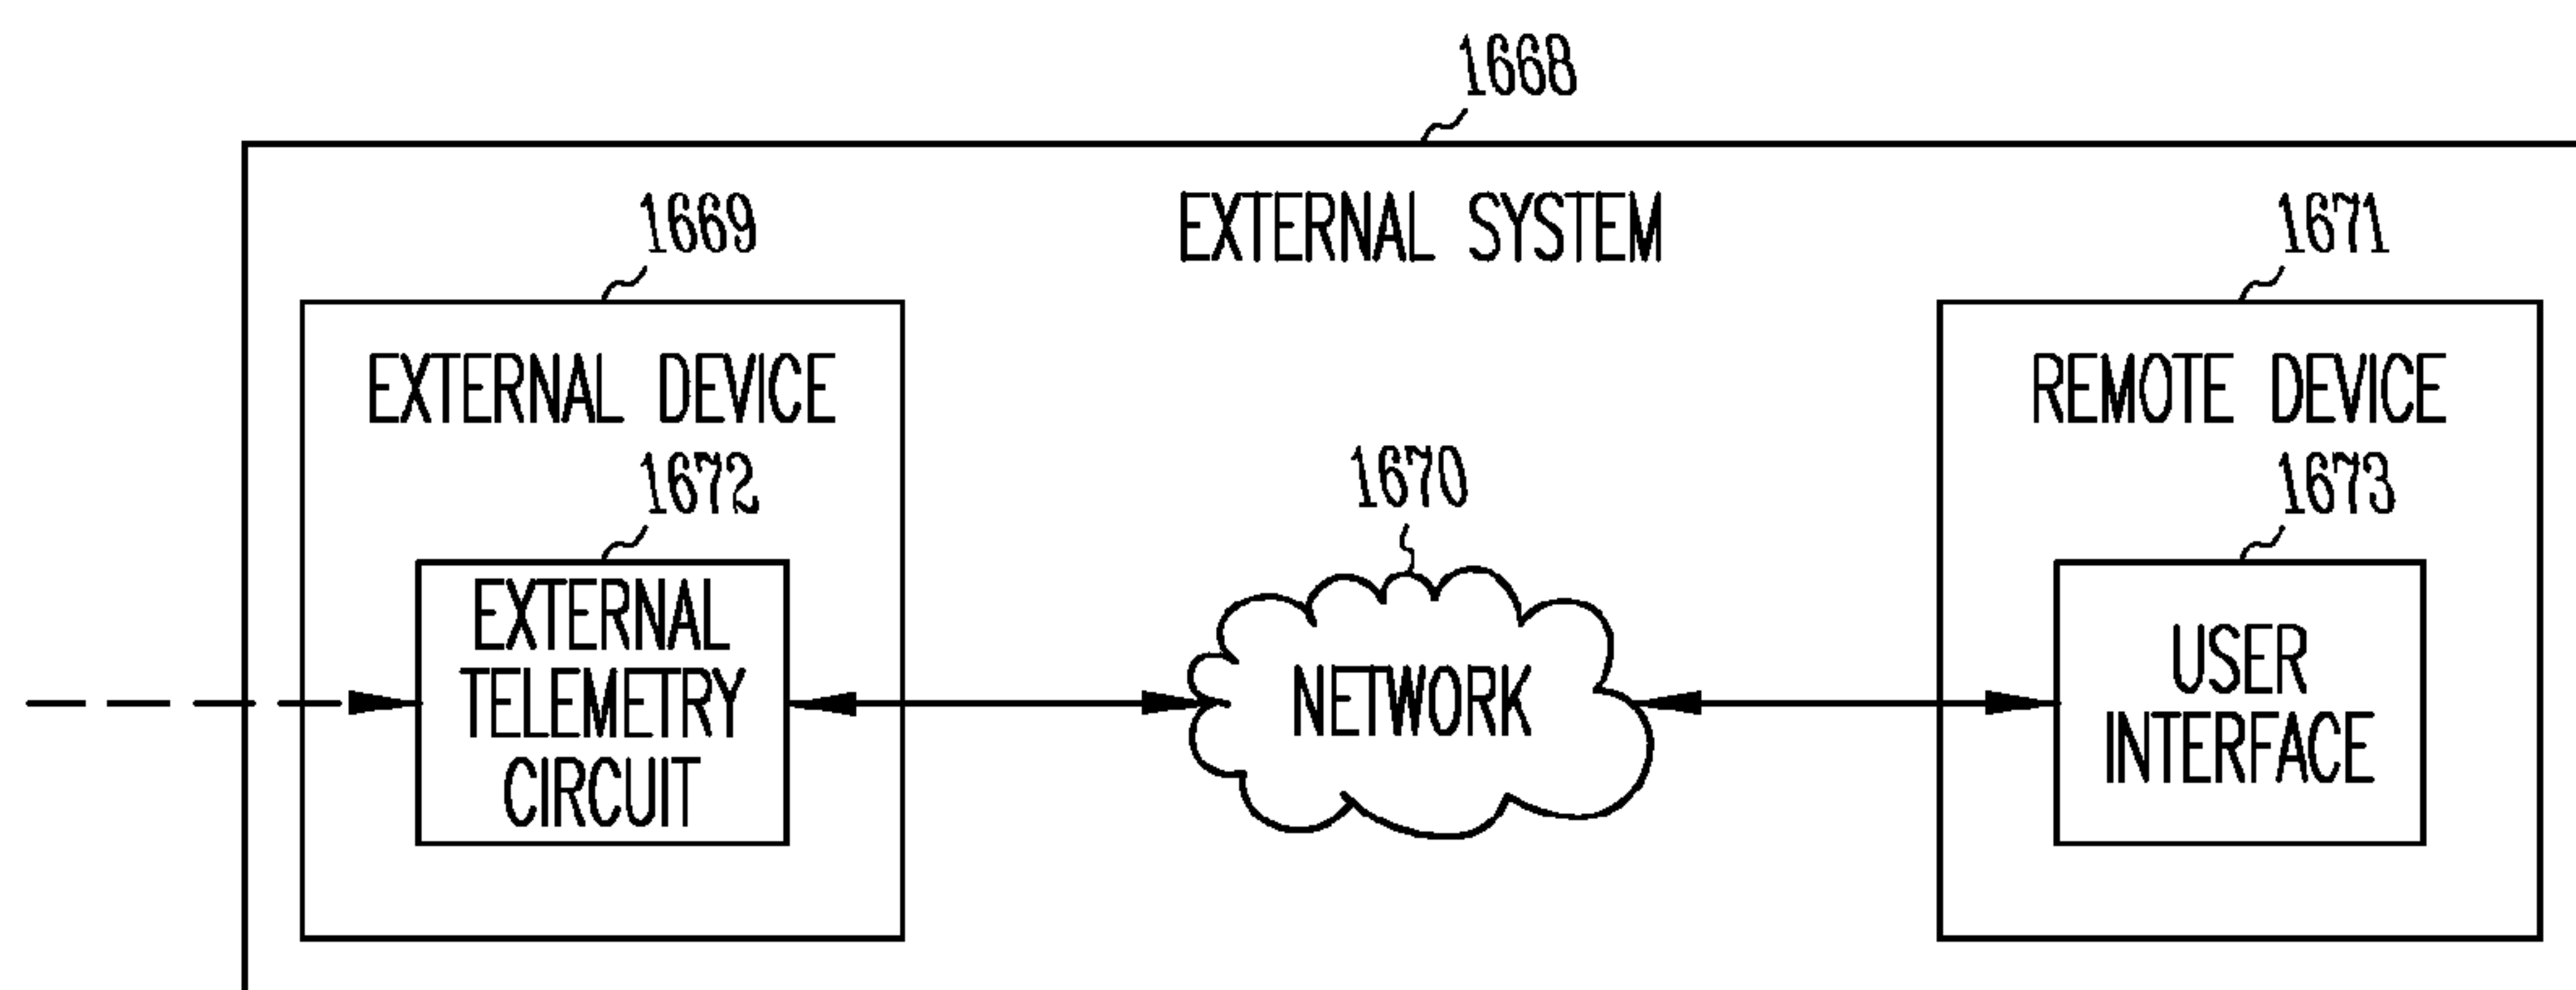 1668
EXTERNAL SYSTEM
1669
EXTERNAL DEVICE
1672
EXTERNAL
TELEMETRY
CIRCUIT
1670
NETWORK
1671
REMOTE DEVICE
1673
USER
INTERFACE